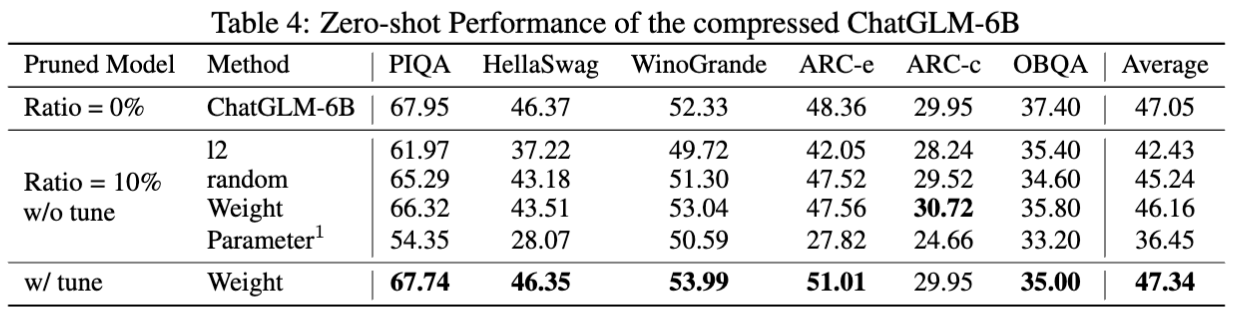 Table 4: Zero-shot Performance of the compressed ChatGLM-6B
Pruned Model Method PIQA HellaSwag WinoGrande ARC-e ARC-c OBQA Average
Ratio = 0% ChatGLM-6B 67.95 46.37 52.33 48.36 29.95 37.40 47.05
Ratio = 10% w/o tune
l2 61.97 37.22 49.72 42.05 28.24 35.40 42.43
random 65.29 43.18 51.30 47.52 29.52 34.60 45.24
Weight 66.32 43.51 53.04 47.56 30.72 35.80 46.16
Parameter1 54.35 28.07 50.59 27.82 24.66 33.20 36.45
w/ tune Weight 67.74 46.35 53.99 51.01 29.95 35.00 47.34